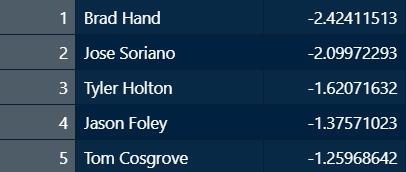 1 Brad Hand -2.42411513
2 Jose Soriano -2.09972293
3 Tyler Holton -1.62071632
4 Jason Foley -1.37571023
5 Tom Cosgrove -1.25968642